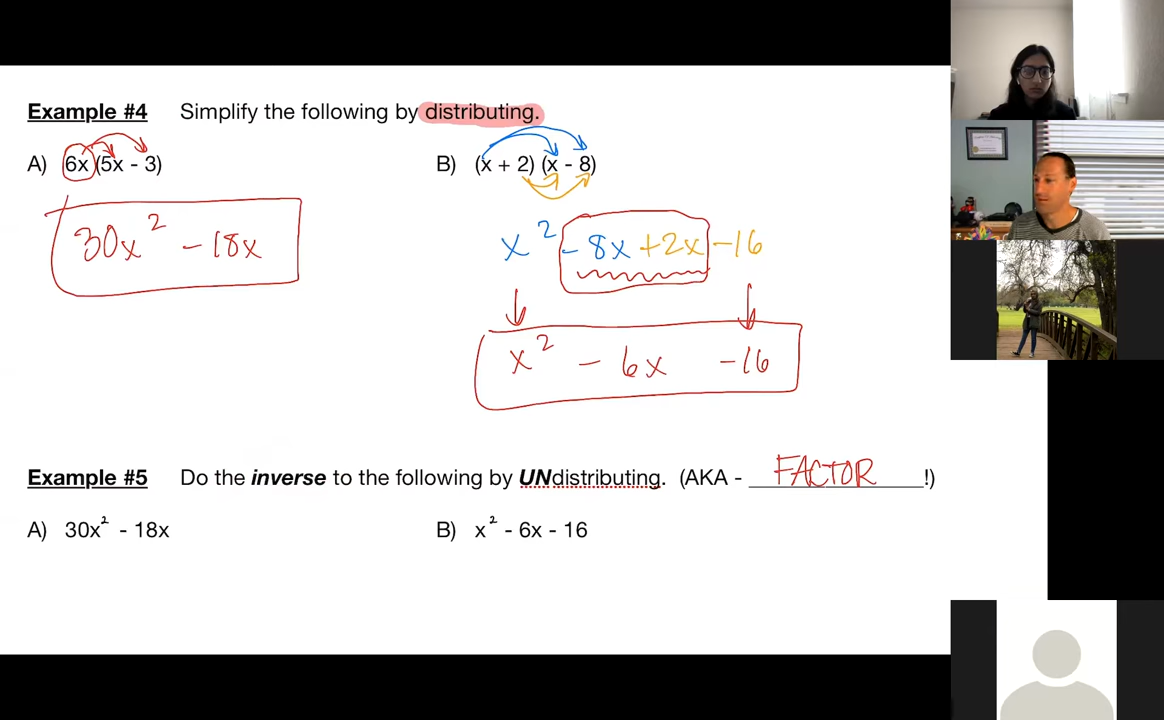 Example #4 Simplify the following by distributing.
A) 6x(5x - 3) B) (x + 2) (x - 8)
30x² - 18x x² - 8x + 2x - 16
x² - 6x - 16
Example #5 Do the inverse to the following by UNdistributing. (AKA - FACTOR !)
A) 30x² - 18x B) x² - 6x - 16